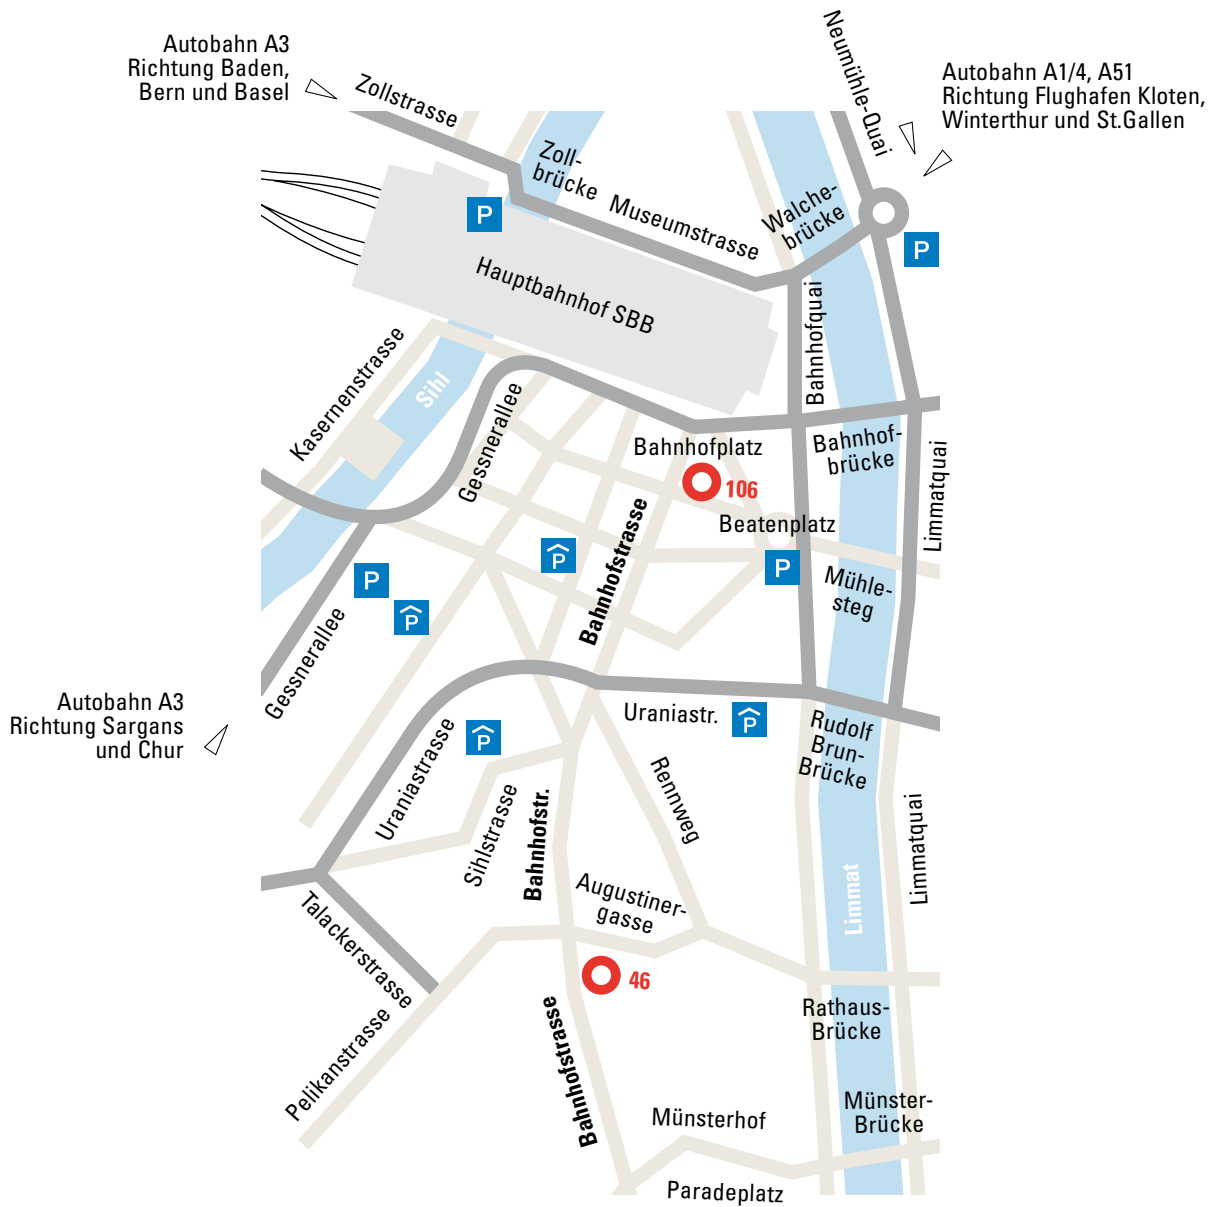 Autobahn A3
Richtung Baden,
Bern und Basel
Zollstrasse
Neumühle-Quai
Autobahn A1/4, A51
Richtung Flughafen Kloten,
Winterthur und St.Gallen
Zoll-
brücke
Museumstrasse
Walche-
brücke
P
P
Hauptbahnhof SBB
Bahnhofquai
Kasernenstrasse
Sihl
Gessnerallee
Bahnhofplatz
Bahnhof-
brücke
Limmatquai
106
Beatenplatz
Bahnhofstrasse
P
P
P
P
Mühle-
steg
Gessnerallee
Autobahn A3
Richtung Sargans
und Chur
Uraniastr.
P
P
Rudolf
Brun-
Brücke
Uraniastrasse
Rennweg
Sihlstrasse
Bahnhofstr.
Limmatquai
Limmat
Augustiner-
gasse
Talackerstrasse
46
Pelikanstrasse
Bahnhofstrasse
Rathaus-
Brücke
Münsterhof
Münster-
Brücke
Paradeplatz